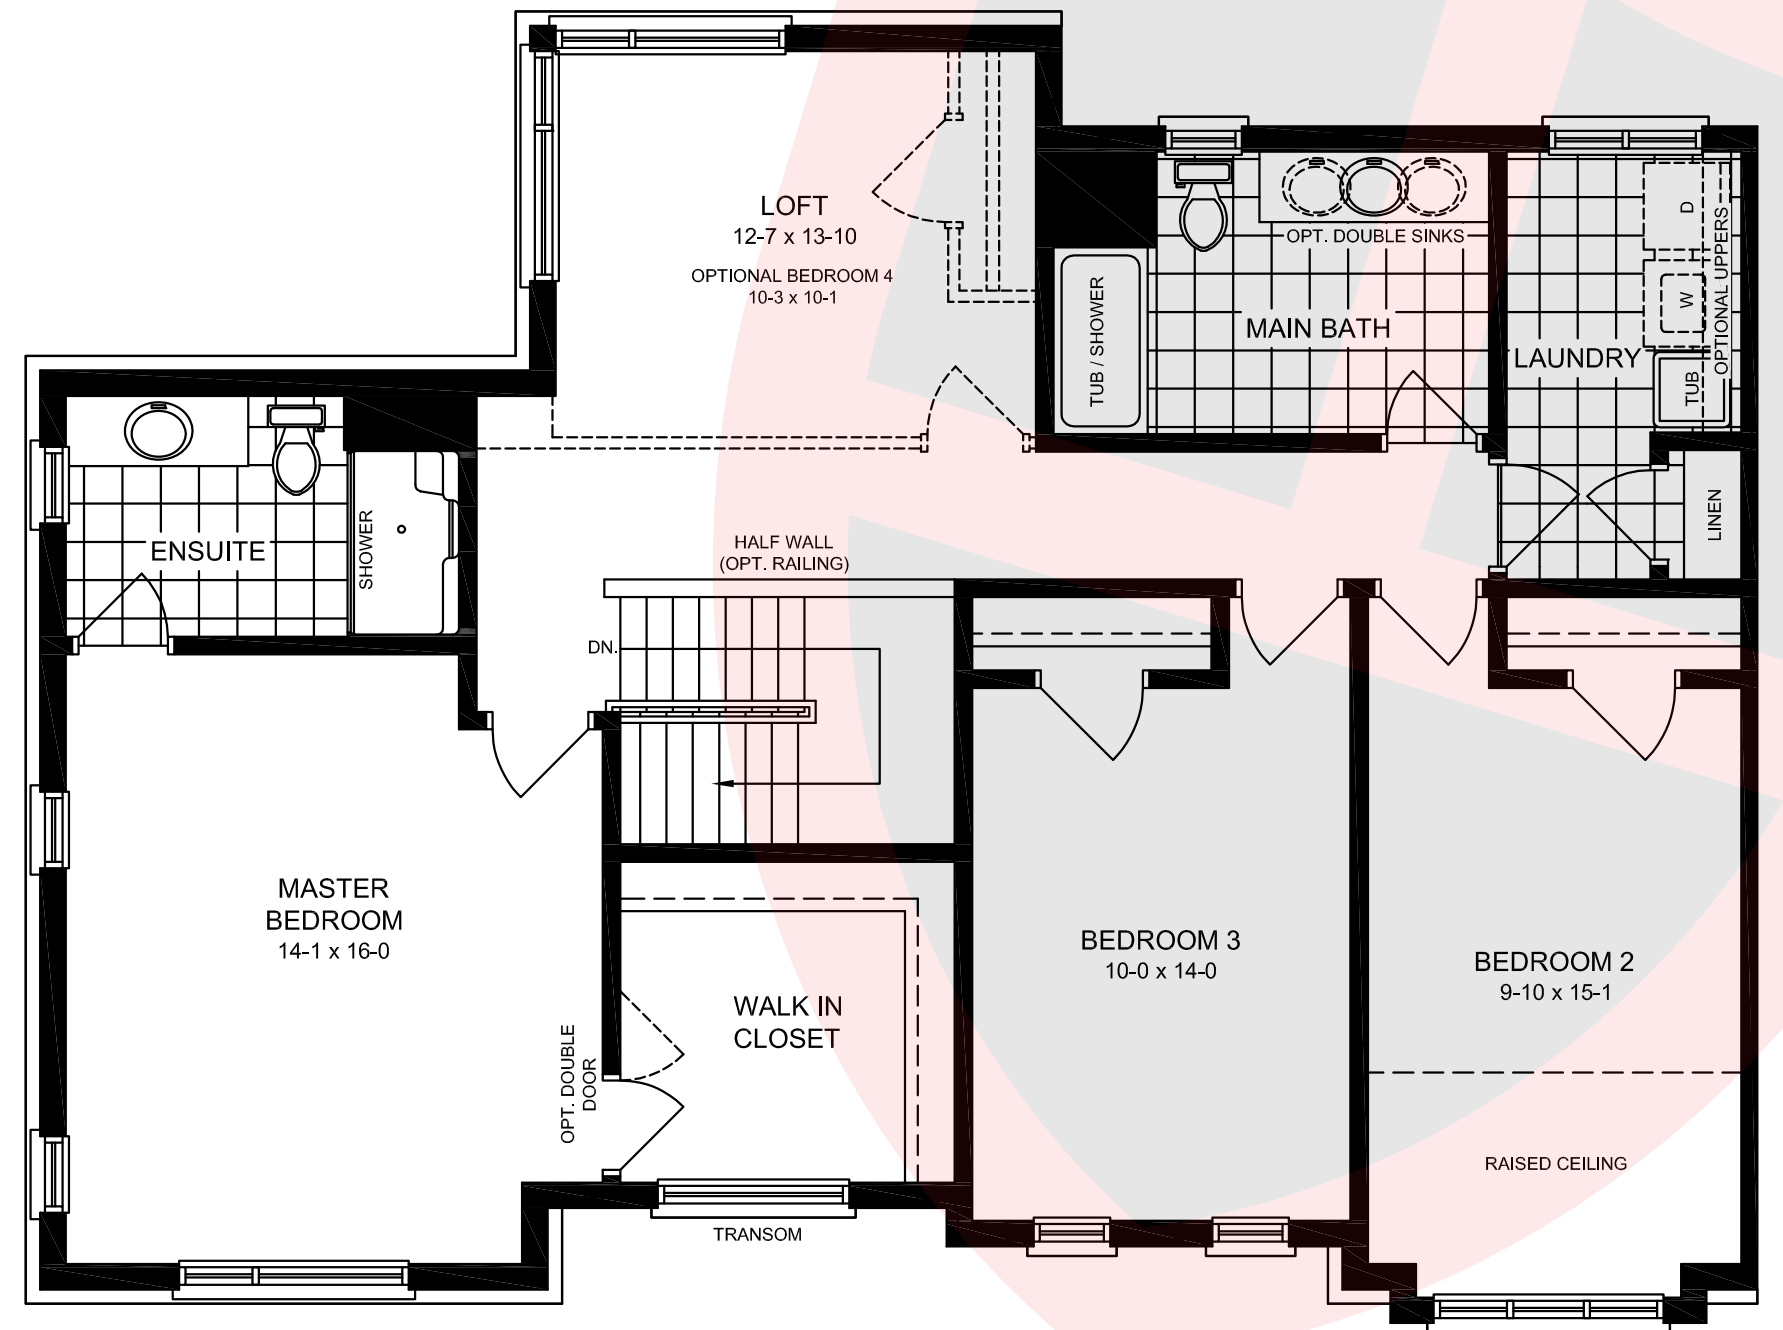 LOFT
12-7 x 13-10
OPTIONAL BEDROOM 4
10-3 x 10-1
OPT. DOUBLE SINKS
MAIN BATH
TUB / SHOWER
LAUNDRY
D
W
TUB
OPTIONAL UPPERS
LINEN
ENSUITE
SHOWER
HALF WALL
(OPT. RAILING)
DN.
MASTER
BEDROOM
14-1 x 16-0
OPT. DOUBLE
DOOR
WALK IN
CLOSET
TRANSOM
BEDROOM 3
10-0 x 14-0
BEDROOM 2
9-10 x 15-1
RAISED CEILING